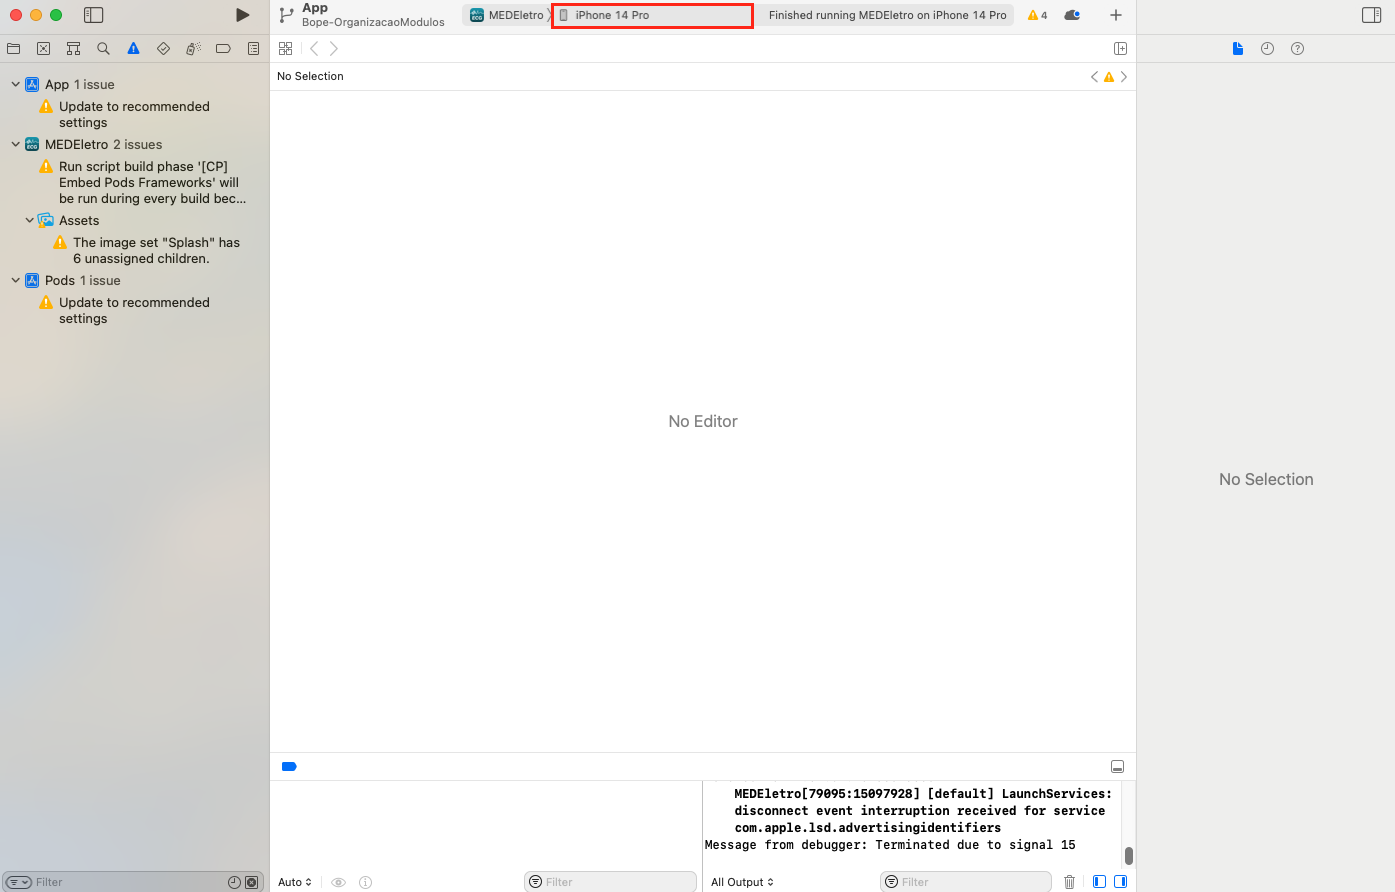 App
Bope-OrganizacaoModulos
MEDEletro
iPhone 14 Pro
Finished running MEDEletro on iPhone 14 Pro
4
No Selection
App 1 issue
Update to recommended
settings
MEDEletro 2 issues
Run script build phase '[CP]
Embed Pods Frameworks' will
be run during every build bec...
Assets
The image set "Splash" has
6 unassigned children.
Pods 1 issue
Update to recommended
settings
No Editor
No Selection
MEDEletro[79095:15097928] [default] LaunchServices:
disconnect event interruption received for service
com.apple.lsd.advertisingidentifiers
Message from debugger: Terminated due to signal 15
Filter
Auto
Filter
All Output
Filter